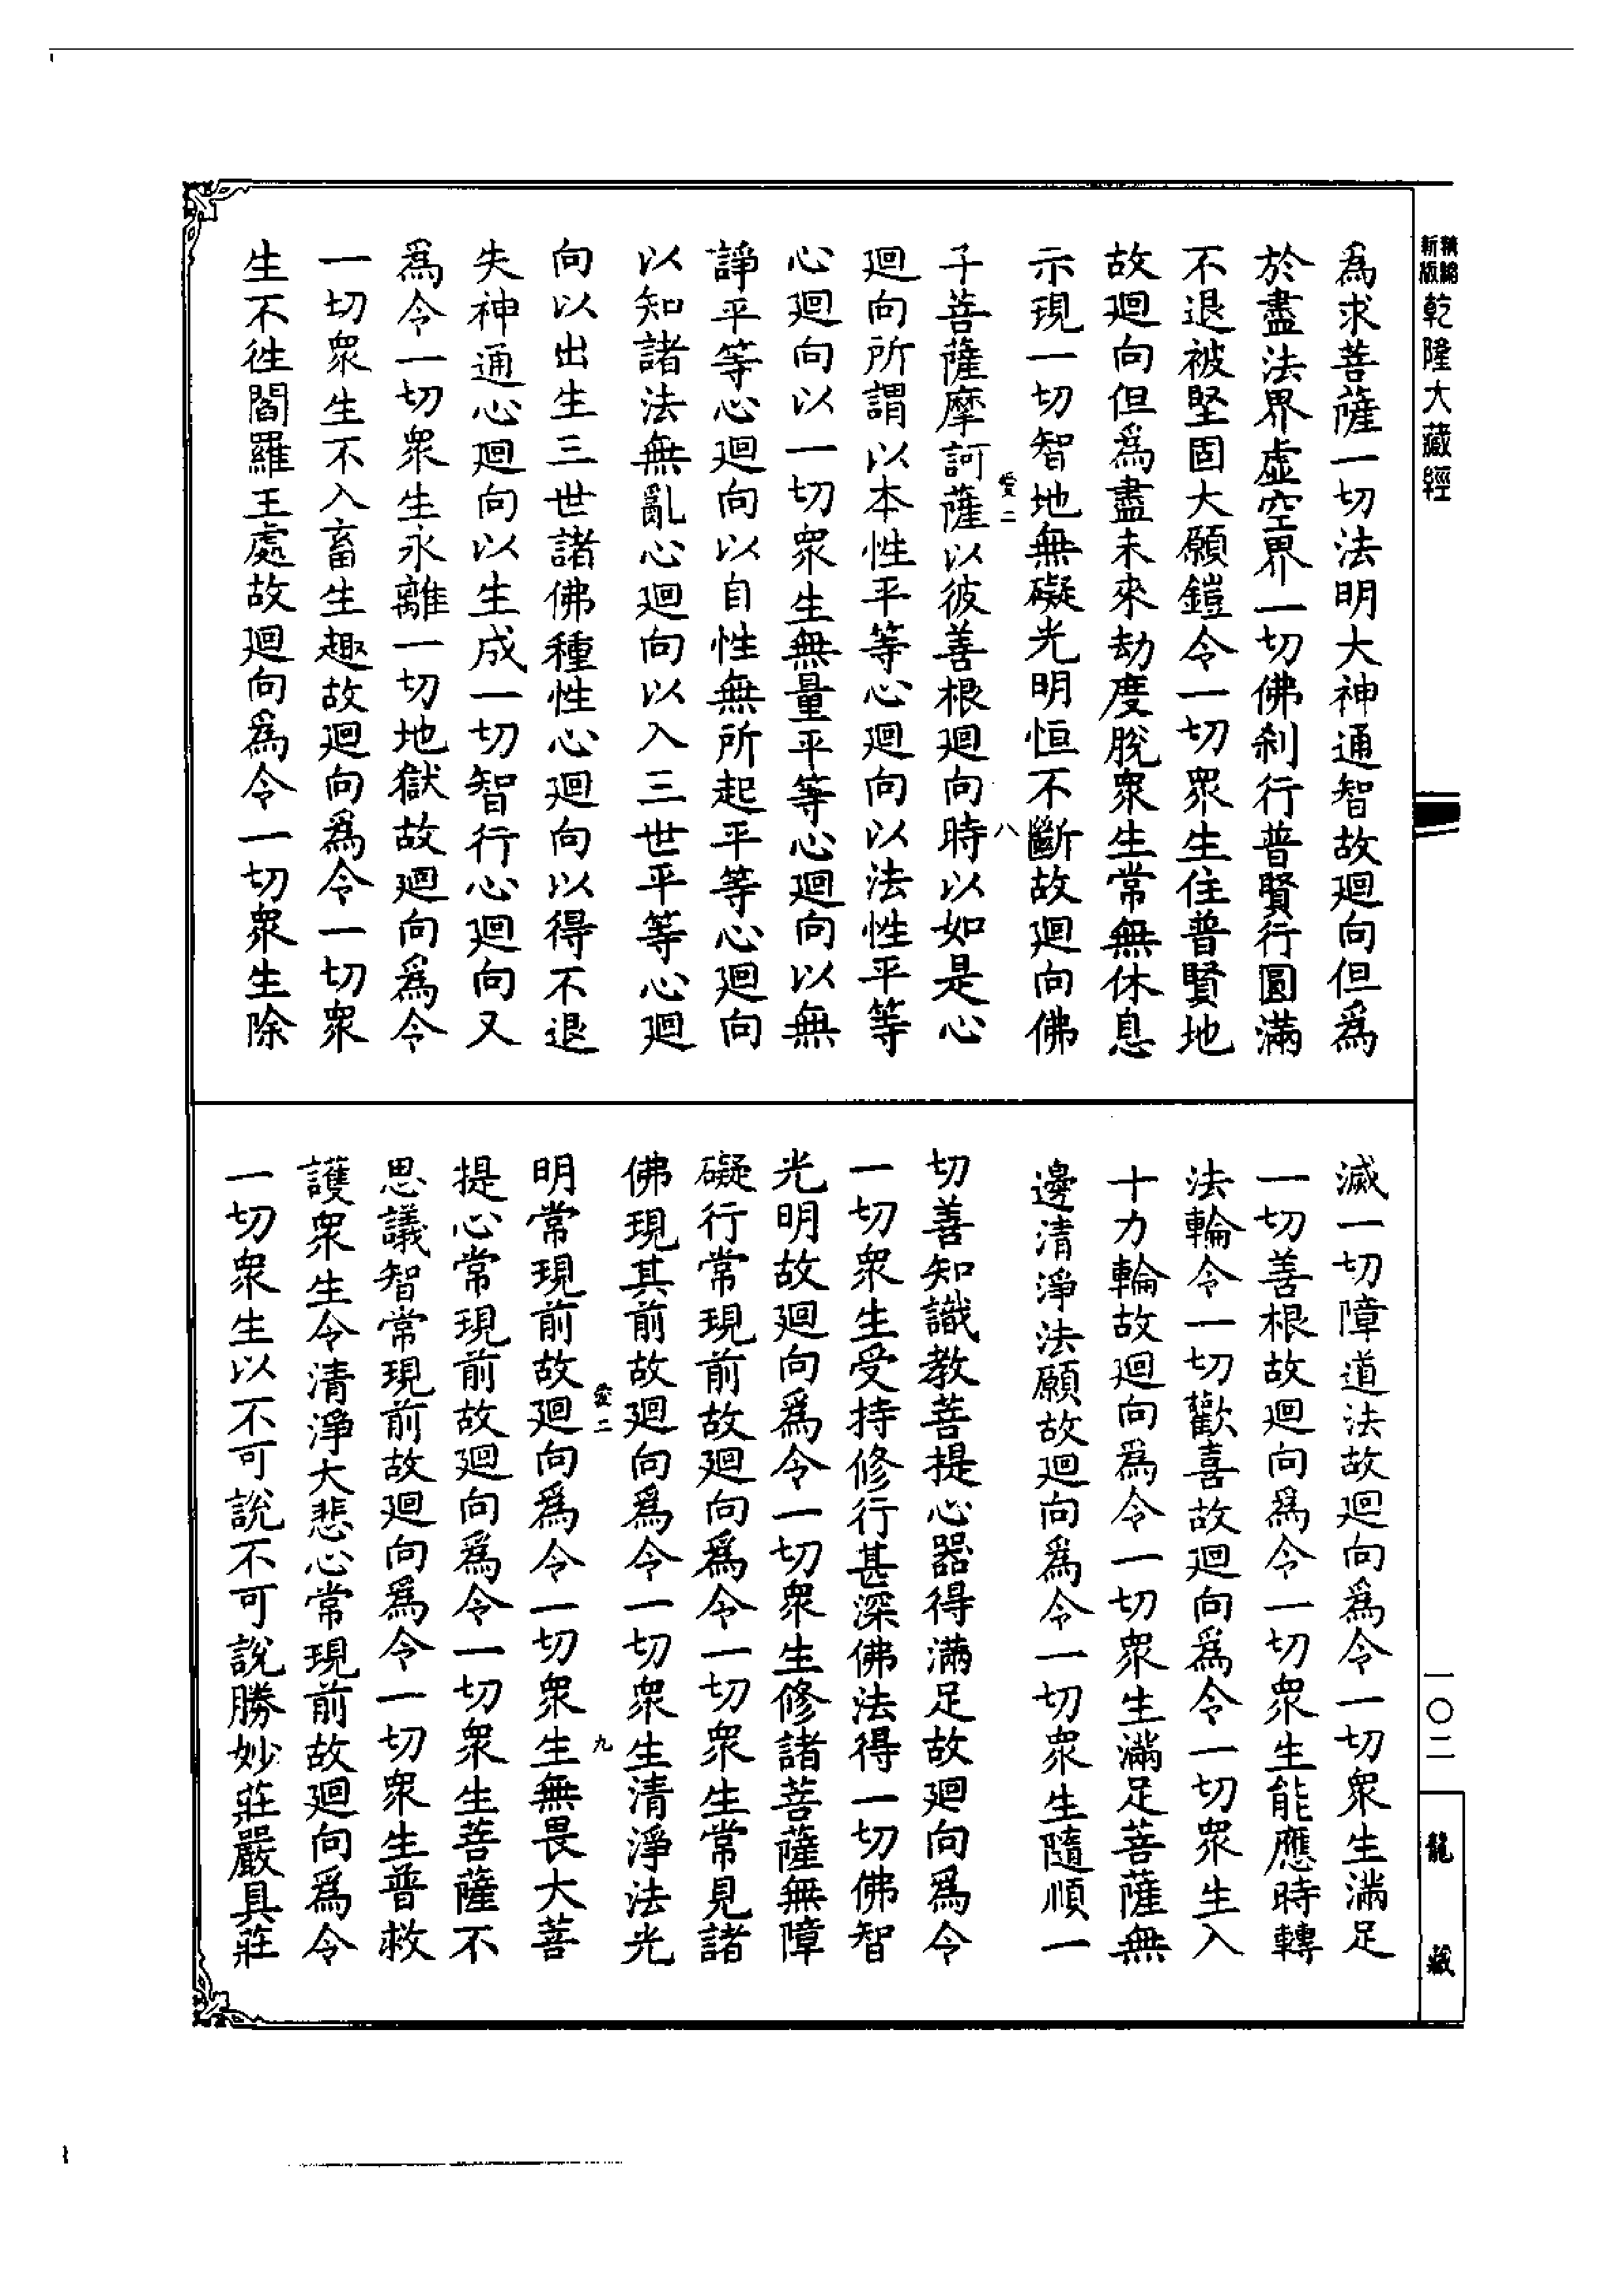 精縮新版
乾隆大藏經
為求菩薩一切法明大神通智故廻向但爲
於盡法界虛空界一切佛刹行普賢行圓滿
不退被堅固大願鎧令一切衆生住普賢地
故廻向但爲盡未來劫度脫衆生常無休息
示現一切智地無礙光明恒不斷故廻向佛
愛二
八
子菩薩摩訶薩以彼善根廻向時以如是心
廻向所謂以本性平等心廻向以法性平等
心廻向以一切衆生無量平等心廻向以無
諍平等心廻向以自性無所起平等心廻向
以知諸法無亂心廻向以入三世平等心廻
向以出生三世諸佛種性心廻向以得不退
失神通心廻向以生成一切智行心廻向又
爲令一切衆生永離一切地獄故廻向爲令
一切衆生不入畜生趣故廻向爲令一切衆
生不徃閻羅王處故廻向爲令一切衆生除
滅一切障道法故廻向爲令一切衆生滿足
一切善根故廻向爲令一切衆生能應時轉
法輪令一切歡喜故廻向爲令一切衆生入
十力輪故廻向爲令一切衆生滿足菩薩無
邊清淨法願故廻向爲令一切衆生隨順一
切善知識教菩提心器得滿足故廻向爲令
一切衆生受持修行甚深佛法得一切佛智
光明故廻向爲令一切衆生修諸菩薩無障
礙行常現前故廻向爲令一切衆生常見諸
佛現其前故廻向爲令一切衆生清淨法光
愛二
九
明常現前故廻向爲令一切衆生無畏大菩
提心常現前故廻向爲令一切衆生菩薩不
思議智常現前故廻向爲令一切衆生普救
護衆生令清淨大悲心常現前故廻向爲令
一切衆生以不可說不可說勝妙莊嚴具莊
一〇二
龍藏